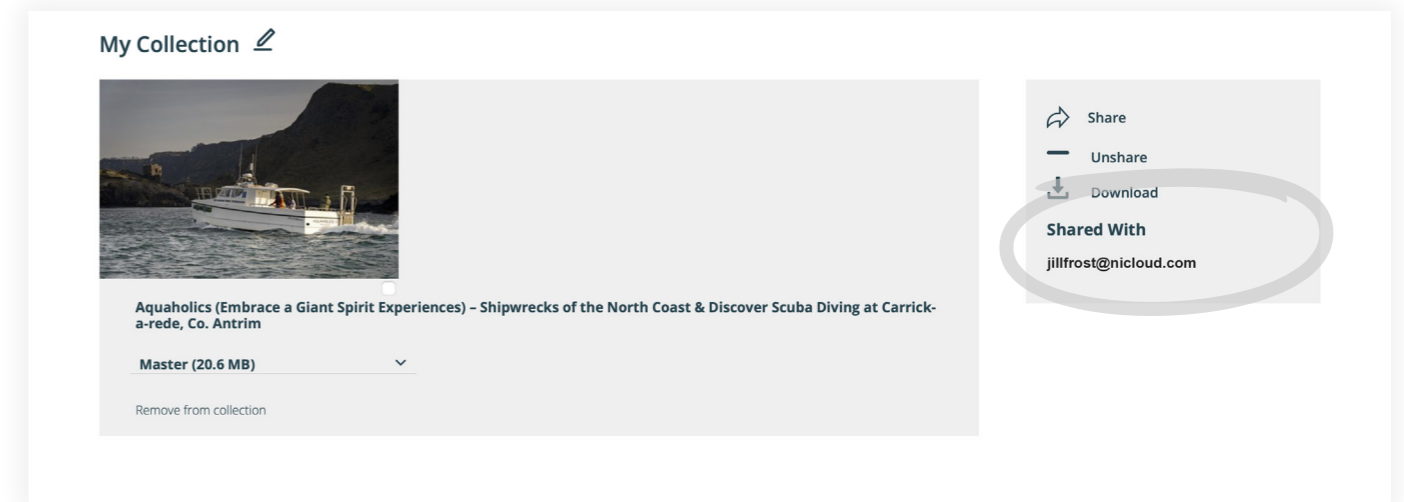 My Collection
Share
Unshare
Download
Shared With
jillfrost@nicloud.com
Aquaholics (Embrace a Giant Spirit Experiences) – Shipwrecks of the North Coast & Discover Scuba Diving at Carrick-
a-rede, Co. Antrim
Master (20.6 MB)
Remove from collection